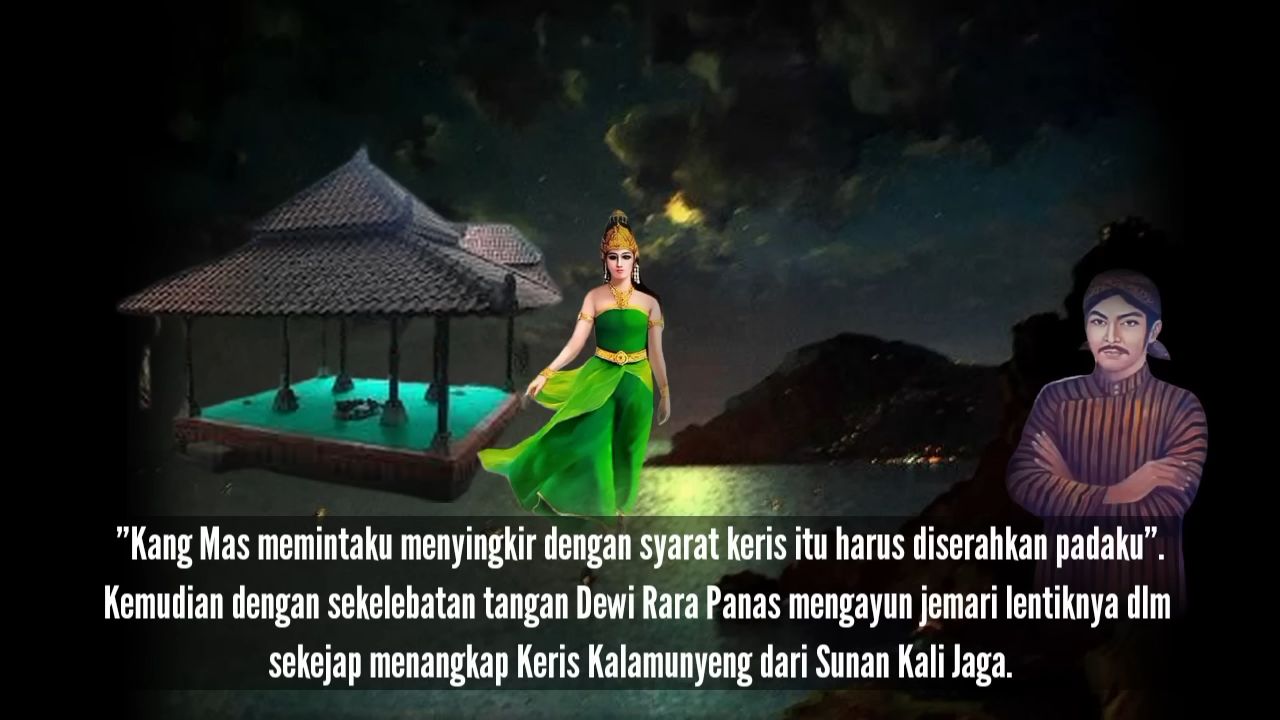 ”Kang Mas memintaku menyingkir dengan syarat keris itu harus diserahkan padaku”.
Kemudian dengan sekelebatan tangan Dewi Rara Panas mengayun jemari lentiknya dlm
sekejap menangkap Keris Kalamunyeng dari Sunan Kali Jaga.